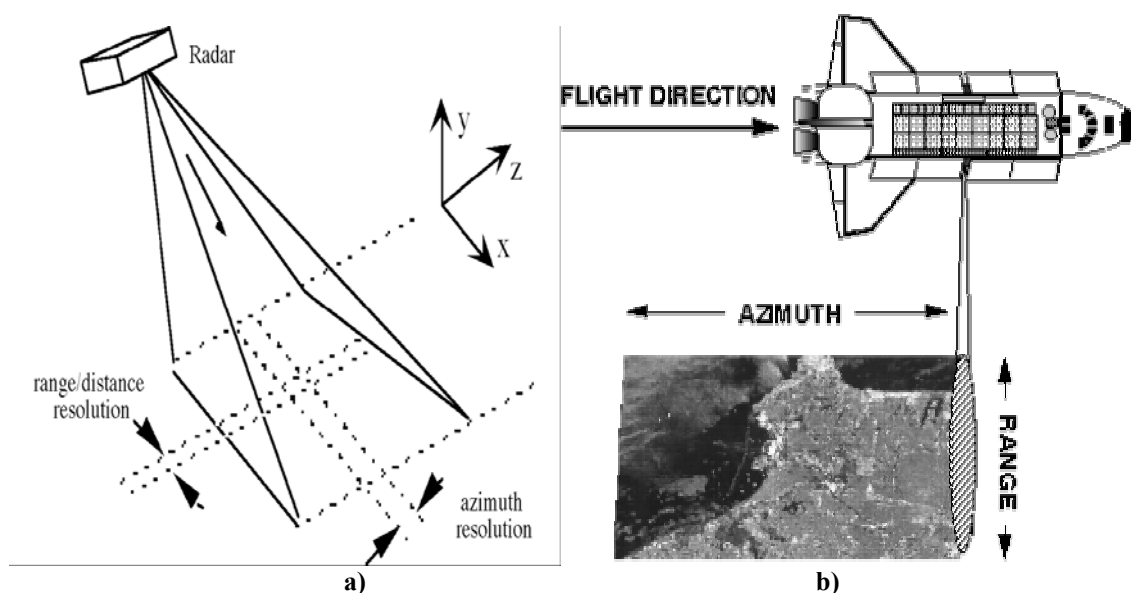 Radar
y
z
x
range/distance
resolution
azimuth
resolution
a)
FLIGHT DIRECTION
AZIMUTH
RANGE
b)